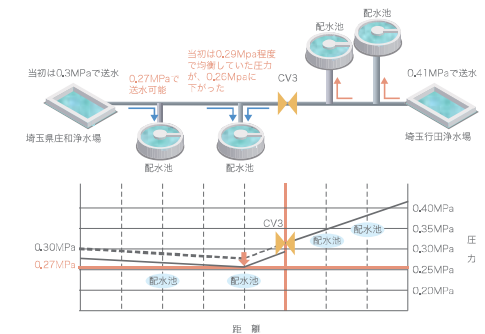 配水池
配水池
当初は0.3MPaで送水
0.27MPaで
送水可能
当初は0.29Mpa程度
で均衡していた圧力
が、0.26Mpaに
下がった
CV3
0.41MPaで送水
埼玉県庄和浄水場
埼玉行田浄水場
配水池
配水池
CV3
0.40MPa
0.35MPa
配水池
配水池
0.30MPa
0.30MPa
0.27MPa
0.25MPa
配水池
配水池
0.20MPa
圧
力
距 離